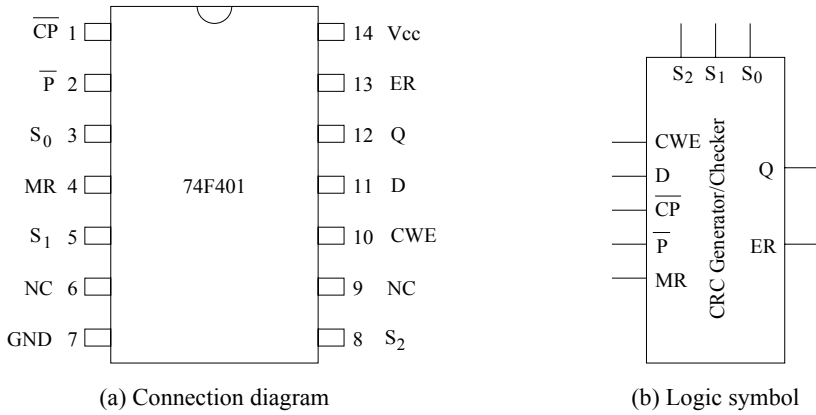 C̅P̅ 1 14 Vcc
P̅ 2 13 ER
S₀ 3 12 Q
MR 4 74F401 11 D
S₁ 5 10 CWE
NC 6 9 NC
GND 7 8 S₂
(a) Connection diagram
S₂ S₁ S₀
CWE
D
C̅P̅
P̅
MR
CRC Generator/Checker
Q
ER
(b) Logic symbol